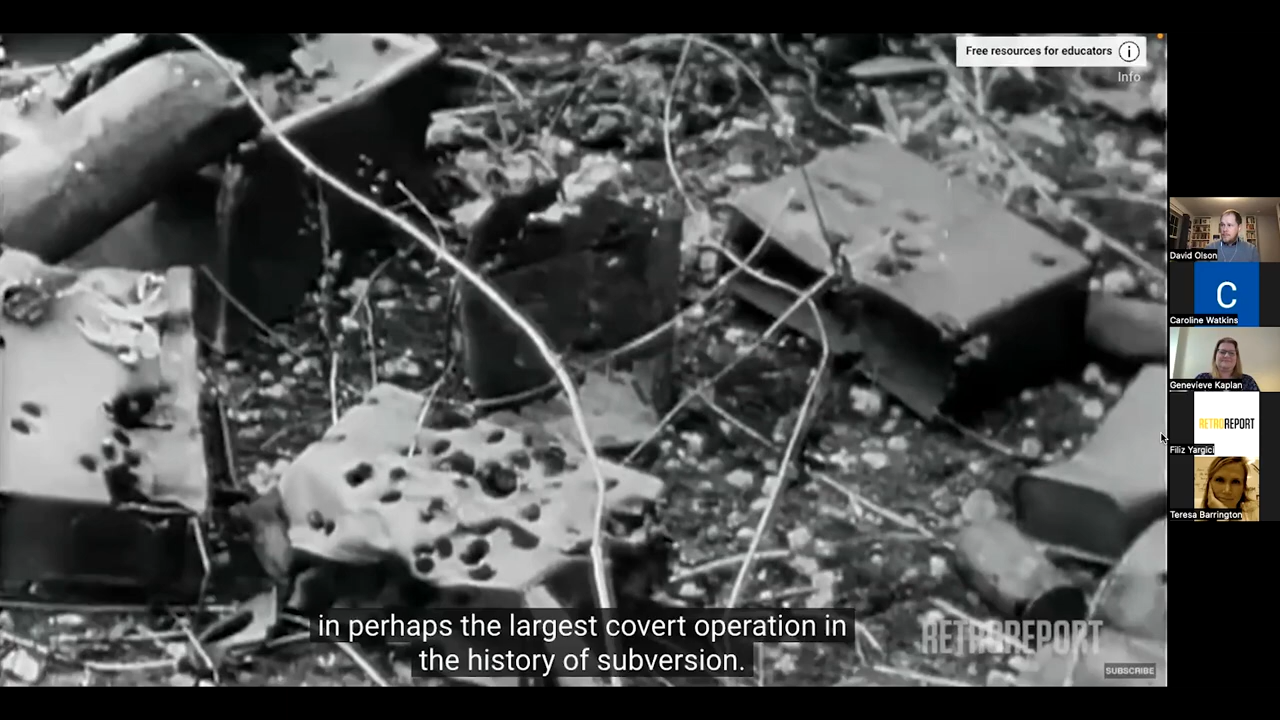 Free resources for educators
Info
David Olson
C
Caroline Watkins
Genevieve Kaplan
RETROREPORT
Filiz Yargici
Teresa Barrington
in perhaps the largest covert operation in
the history of subversion.
RETROREPORT
SUBSCRIBE